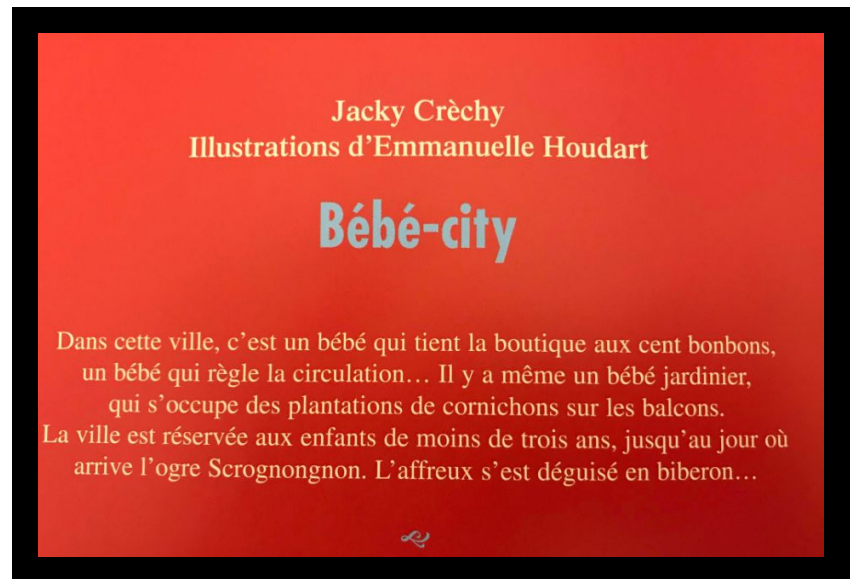 Jacky Crèchy
Illustrations d’Emmanuelle Houdart
Bébé-city
Dans cette ville, c’est un bébé qui tient la boutique aux cent bonbons,
un bébé qui règle la circulation… Il y a même un bébé jardinier,
qui s’occupe des plantations de cornichons sur les balcons.
La ville est réservée aux enfants de moins de trois ans, jusqu’au jour où
arrive l’ogre Scrognongnon. L’affreux s’est déguisé en biberon…